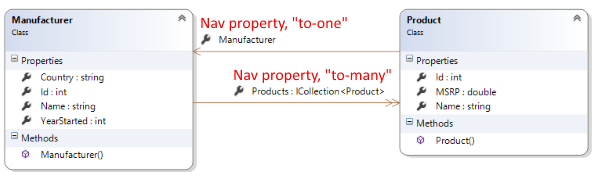 Manufacturer
Class
Properties
Country : string
Id : int
Name : string
YearStarted : int
Methods
Manufacturer()
Nav property, "to-one"
Manufacturer
Nav property, "to-many"
Products : ICollection<Product>
Product
Class
Properties
Id : int
MSRP : double
Name : string
Methods
Product()